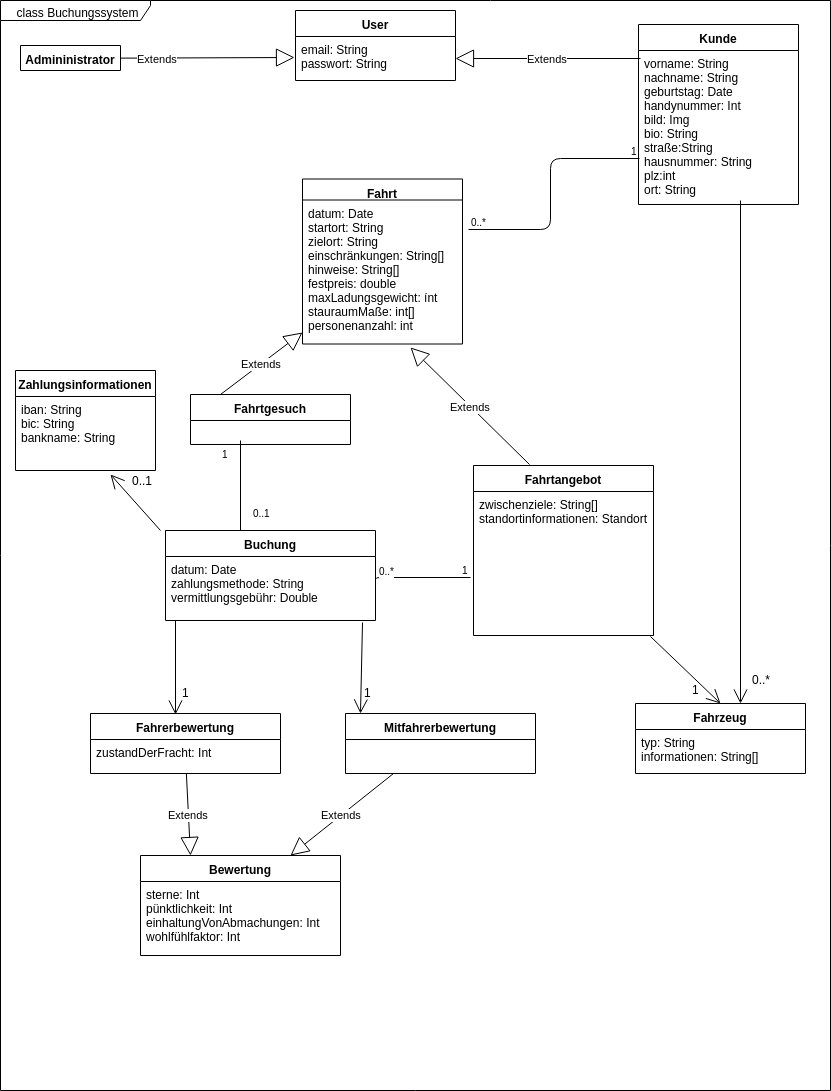 class Buchungssystem
User
email: String
passwort: String
Admininistrator
Extends
Extends
Kunde
vorname: String
nachname: String
geburtstag: Date
handynummer: Int
bild: Img
bio: String
straße:String
hausnummer: String
plz:int
ort: String
1
0..*
Fahrt
datum: Date
startort: String
zielort: String
einschränkungen: String[]
hinweise: String[]
festpreis: double
maxLadungsgewicht: ínt
stauraumMaße: int[]
personenanzahl: int
Extends
Extends
Zahlungsinformationen
iban: String
bic: String
bankname: String
0..1
Fahrtgesuch
1
0..1
Fahrtangebot
zwischenziele: String[]
standortinformationen: Standort
Buchung
datum: Date
zahlungsmethode: String
vermittlungsgebühr: Double
0..*
1
1
1
1
0..*
Fahrerbewertung
zustandDerFracht: Int
Mitfahrerbewertung
Fahrzeug
typ: String
informationen: String[]
Extends
Extends
Bewertung
sterne: Int
pünktlichkeit: Int
einhaltungVonAbmachungen: Int
wohlfühlfaktor: Int